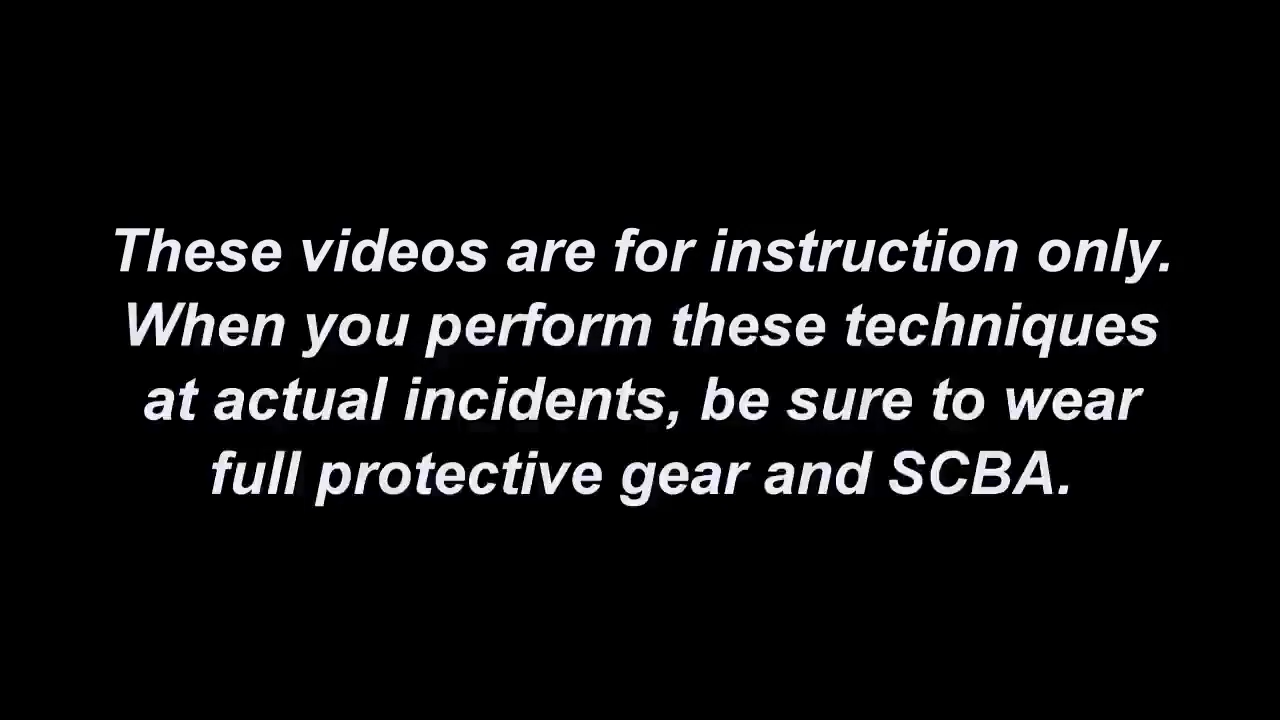 These videos are for instruction only.
When you perform these techniques
at actual incidents, be sure to wear
full protective gear and SCBA.